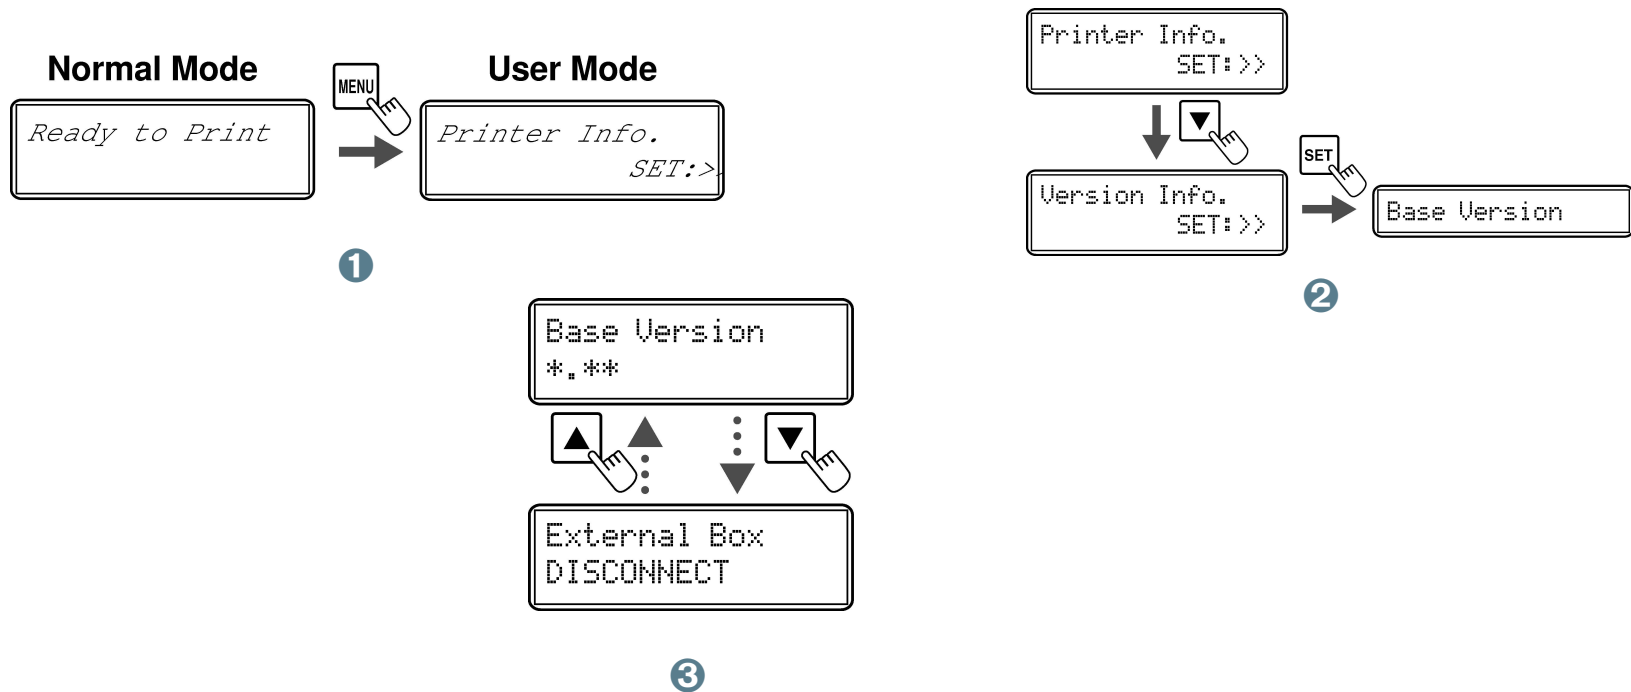 Normal Mode
MENU
User Mode
Ready to Print
Printer Info.
SET:>>
1
Printer Info.
SET:>>
Version Info.
SET:>>
SET
Base Version
2
Base Version
*.**
External Box
DISCONNECT
3